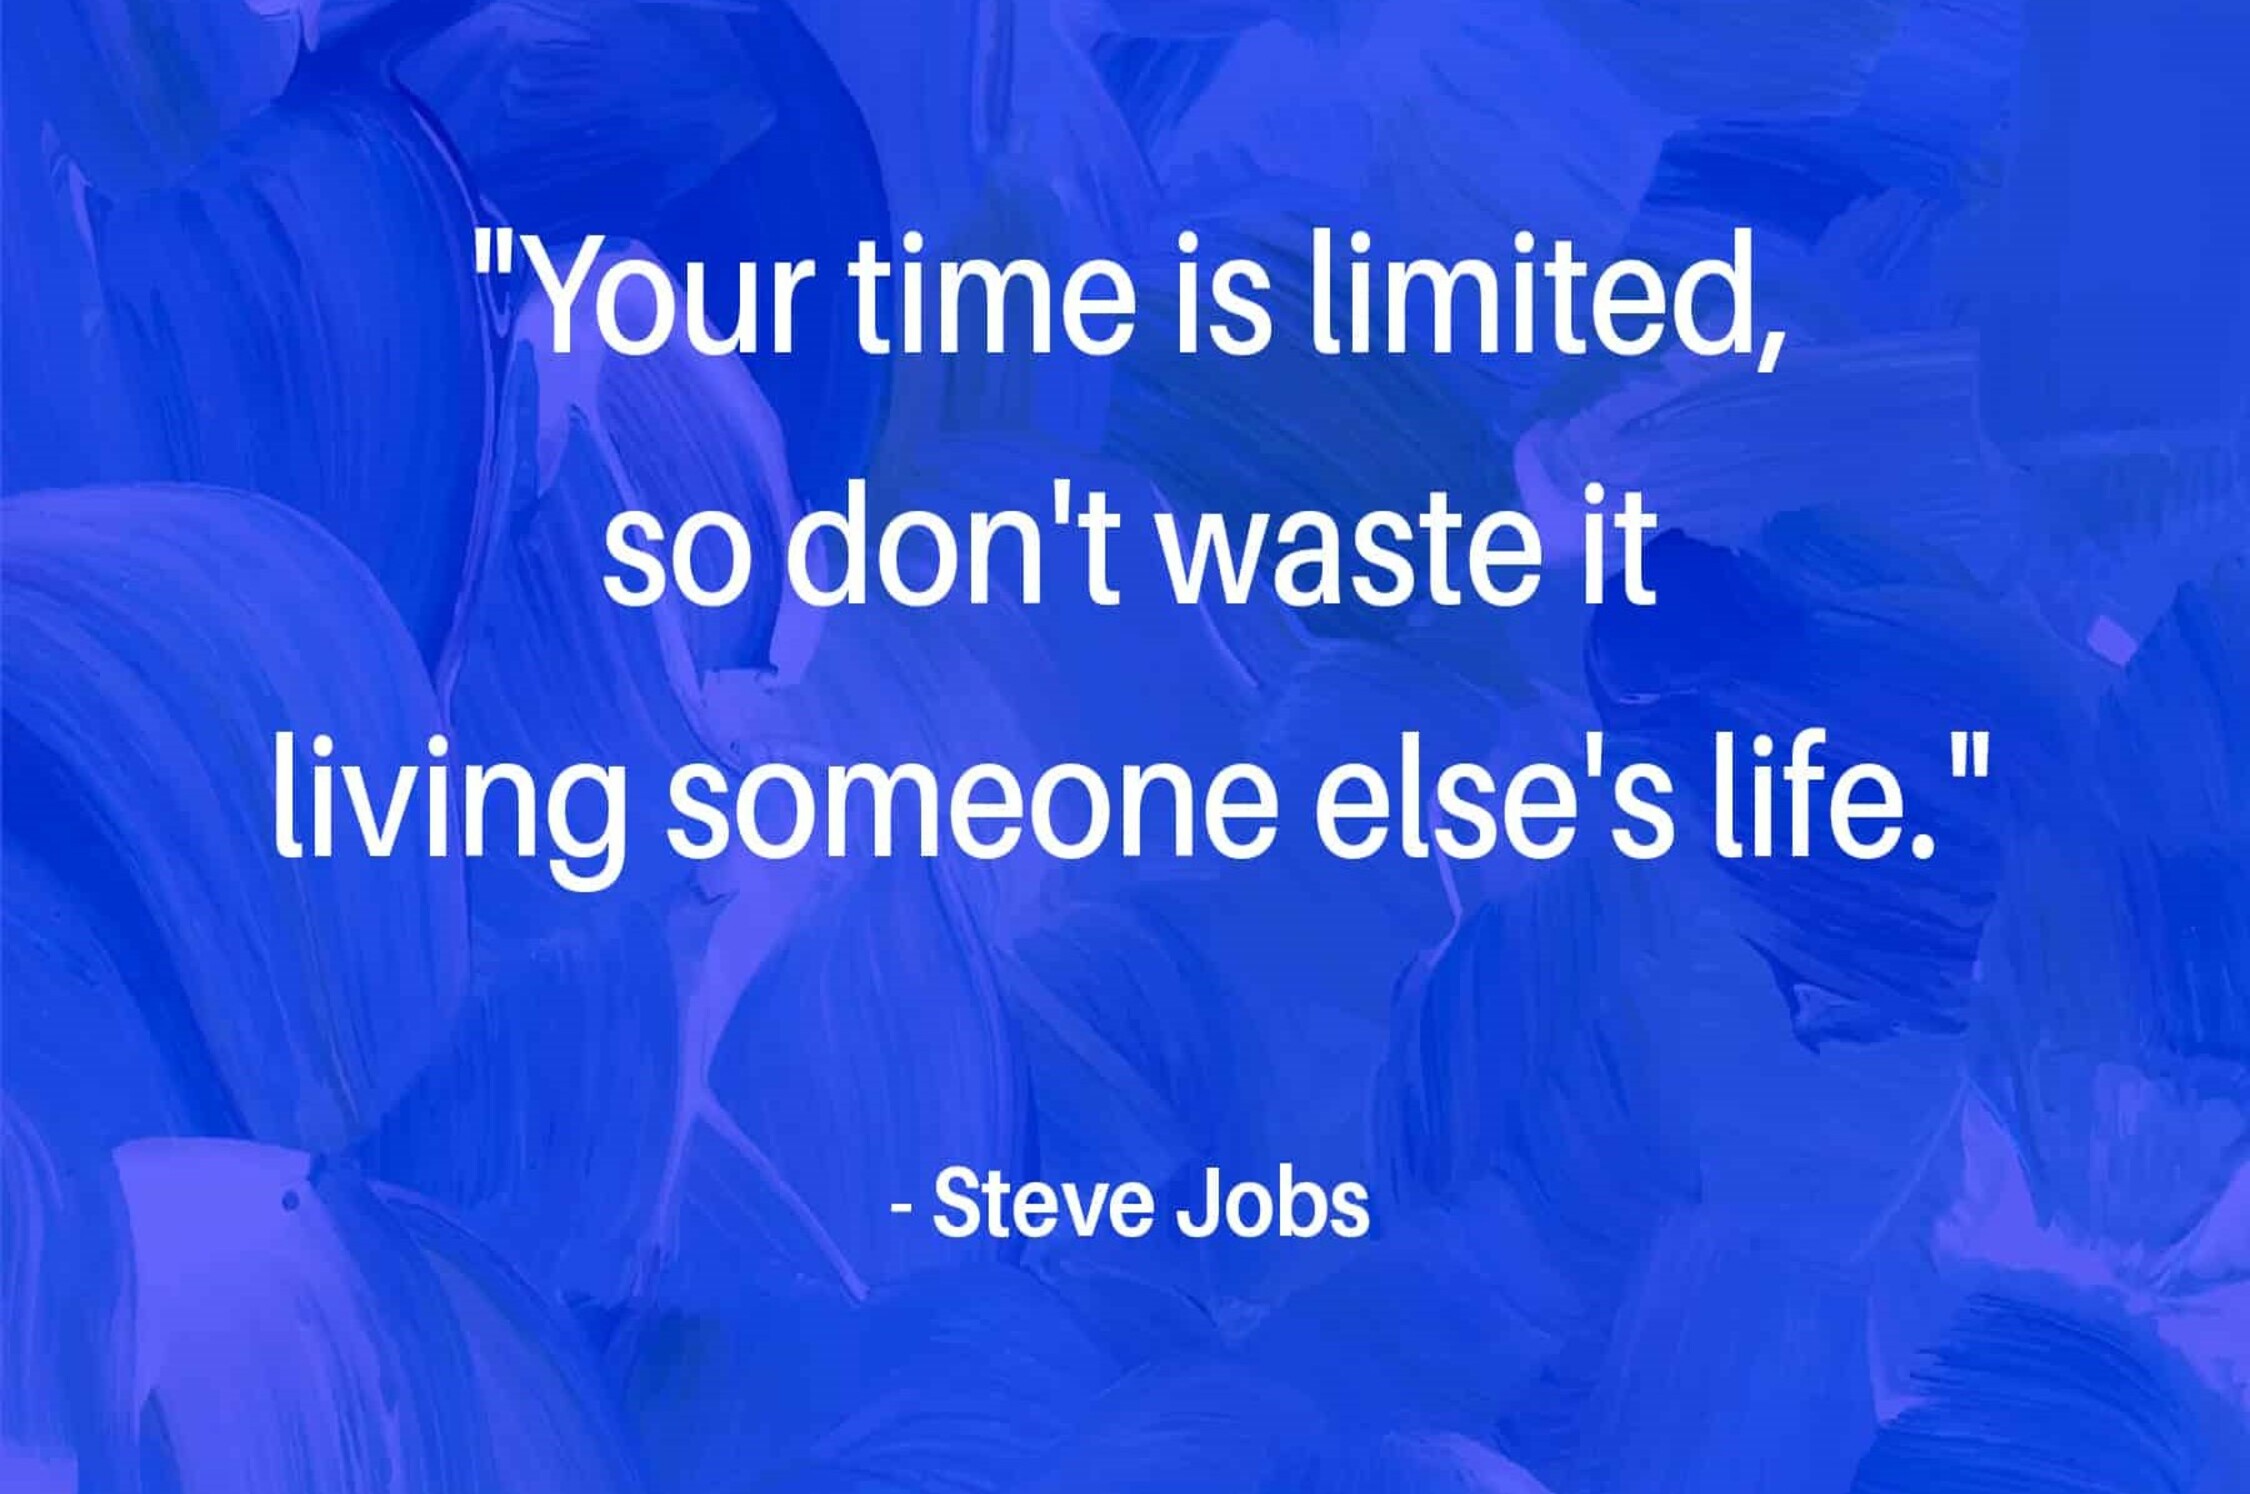 "Your time is limited,
so don't waste it
living someone else's life."
- Steve Jobs